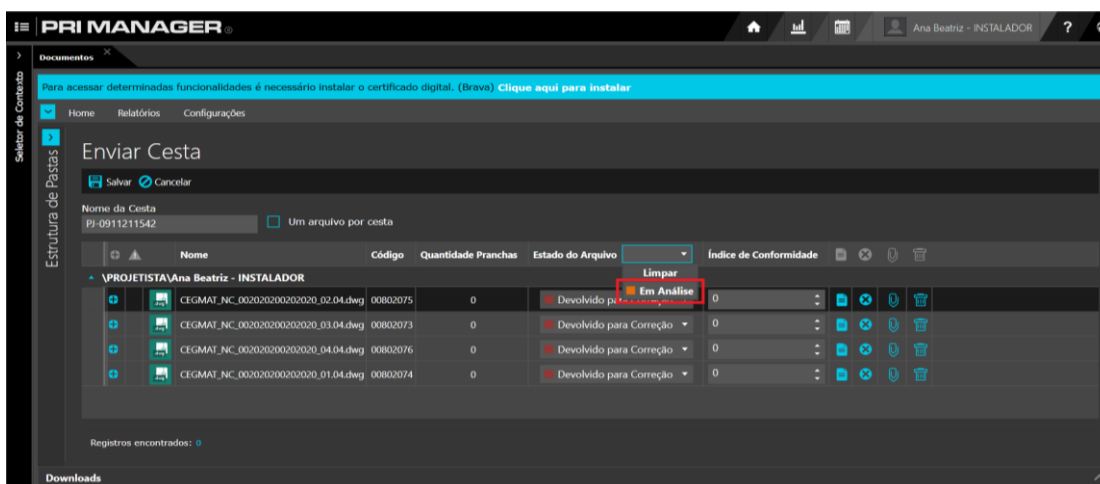 PRI MANAGER®
Ana Beatriz - INSTALADOR ?
Documentos
Seletor de Contexto
Para acessar determinadas funcionalidades é necessário instalar o certificado digital. (Brava) Clique aqui para instalar
Home Relatórios Configurações
Estrutura de Pastas
Enviar Cesta
Salvar Cancelar
Nome da Cesta
PJ-0911211542 Um arquivo por cesta
Nome Código Quantidade Pranchas Estado do Arquivo Índice de Conformidade
Limpar
Em Análise
\PROJETISTA\Ana Beatriz - INSTALADOR
CEGMAT_NC_002020200202020_02.04.dwg 00802075 0 Devolvido para Correção 0
CEGMAT_NC_002020200202020_03.04.dwg 00802073 0 Devolvido para Correção 0
CEGMAT_NC_002020200202020_04.04.dwg 00802076 0 Devolvido para Correção 0
CEGMAT_NC_002020200202020_01.04.dwg 00802074 0 Devolvido para Correção 0
Registros encontrados: 0
Downloads